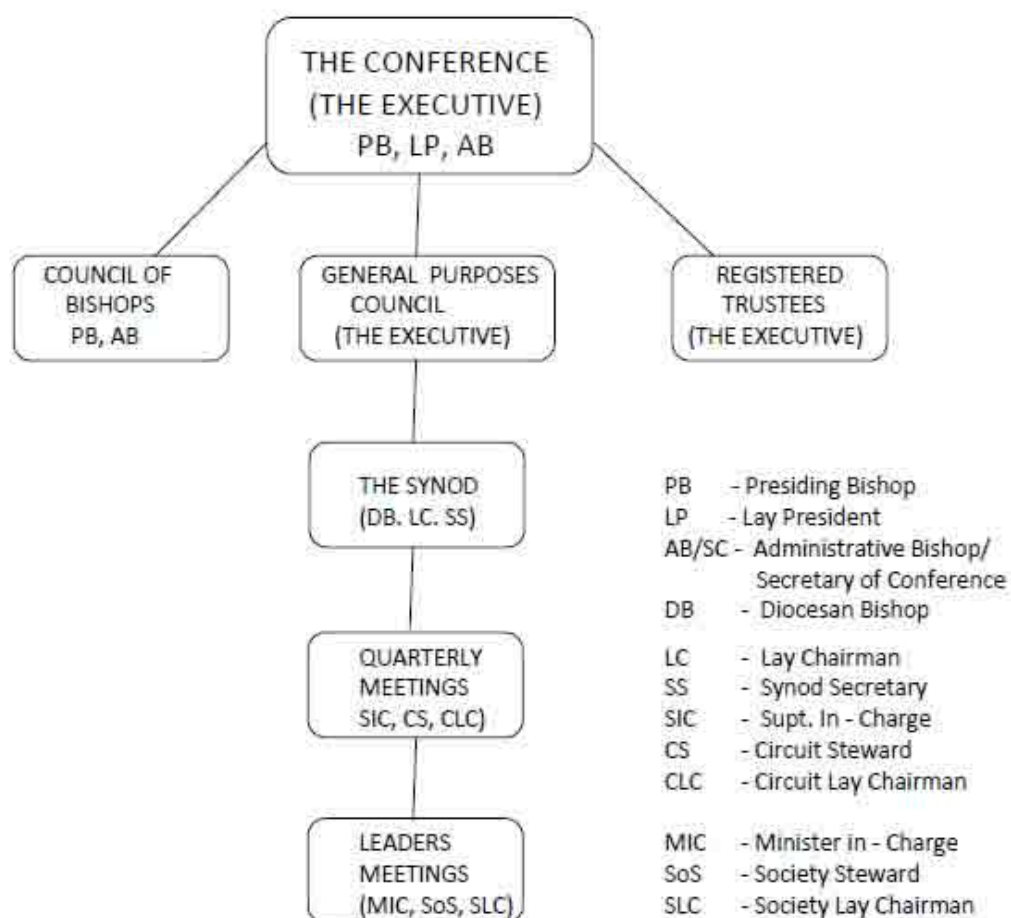 THE CONFERENCE
(THE EXECUTIVE)
PB, LP, AB
COUNCIL OF
BISHOPS
PB, AB
GENERAL PURPOSES
COUNCIL
(THE EXECUTIVE)
REGISTERED
TRUSTEES
(THE EXECUTIVE)
THE SYNOD
(DB. LC. SS)
QUARTERLY
MEETINGS
SIC, CS, CLC)
LEADERS
MEETINGS
(MIC, SoS, SLC)
PB - Presiding Bishop
LP - Lay President
AB/SC - Administrative Bishop/
Secretary of Conference
DB - Diocesan Bishop
LC - Lay Chairman
SS - Synod Secretary
SIC - Supt. In - Charge
CS - Circuit Steward
CLC - Circuit Lay Chairman
MIC - Minister in - Charge
SoS - Society Steward
SLC - Society Lay Chairman